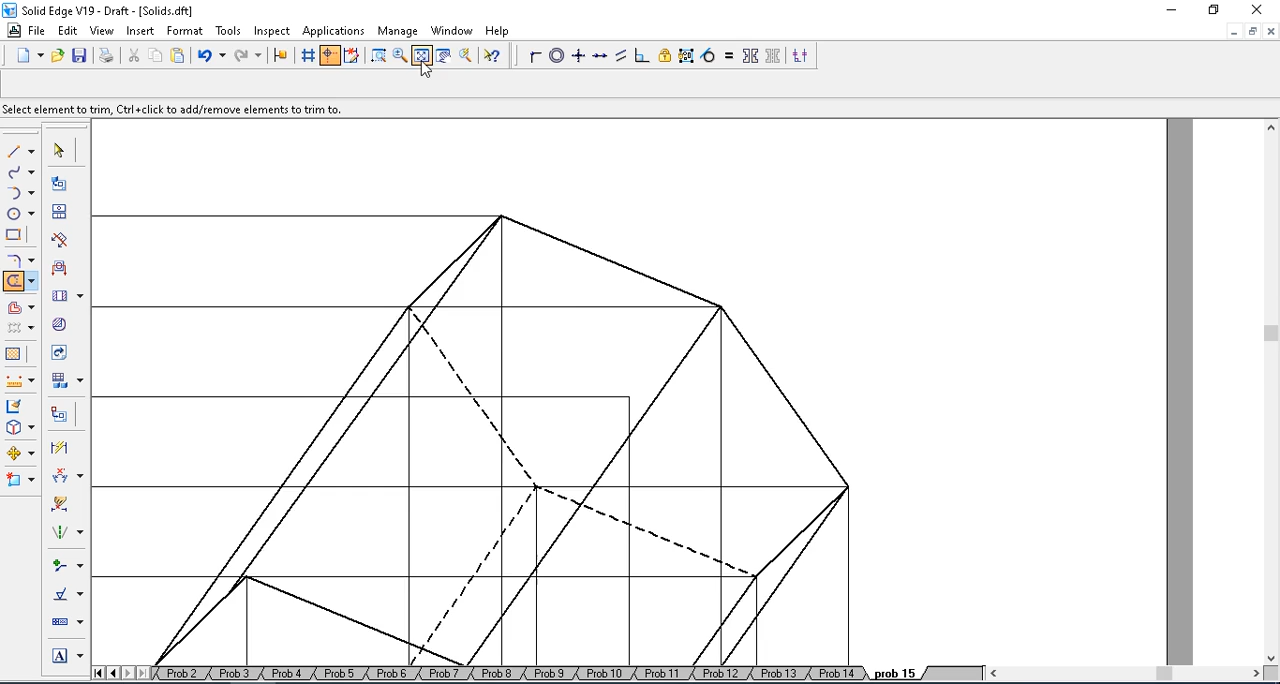 Solid Edge V19 - Draft - [Solids.dft]
File Edit View Insert Format Tools Inspect Applications Manage Window Help
Select element to trim, Ctrl+click to add/remove elements to trim to.
A
Prob 2 Prob 3 Prob 4 Prob 5 Prob 6 Prob 7 Prob 8 Prob 9 Prob 10 Prob 11 Prob 12 Prob 13 Prob 14 prob 15